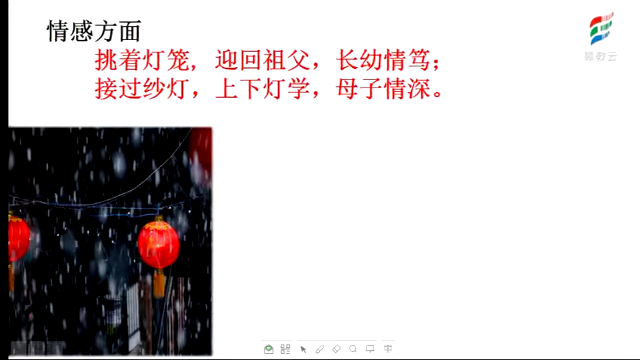 情感方面
挑着灯笼，迎回祖父，长幼情笃；
接过纱灯，上下灯学，母子情深。